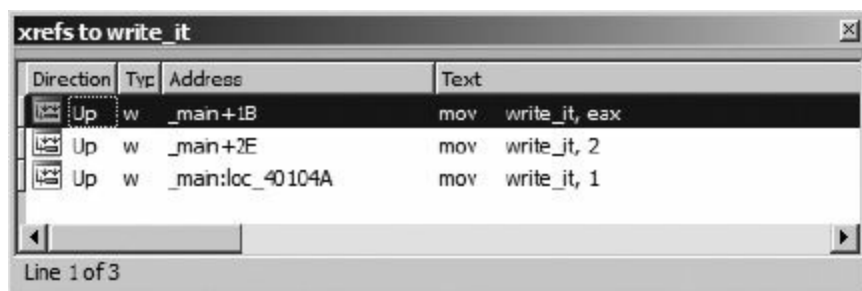 xrefs to write_it
Direction Typ Address Text
Up w _main+1B mov write_it, eax
Up w _main+2E mov write_it, 2
Up w _main:loc_40104A mov write_it, 1
Line 1 of 3